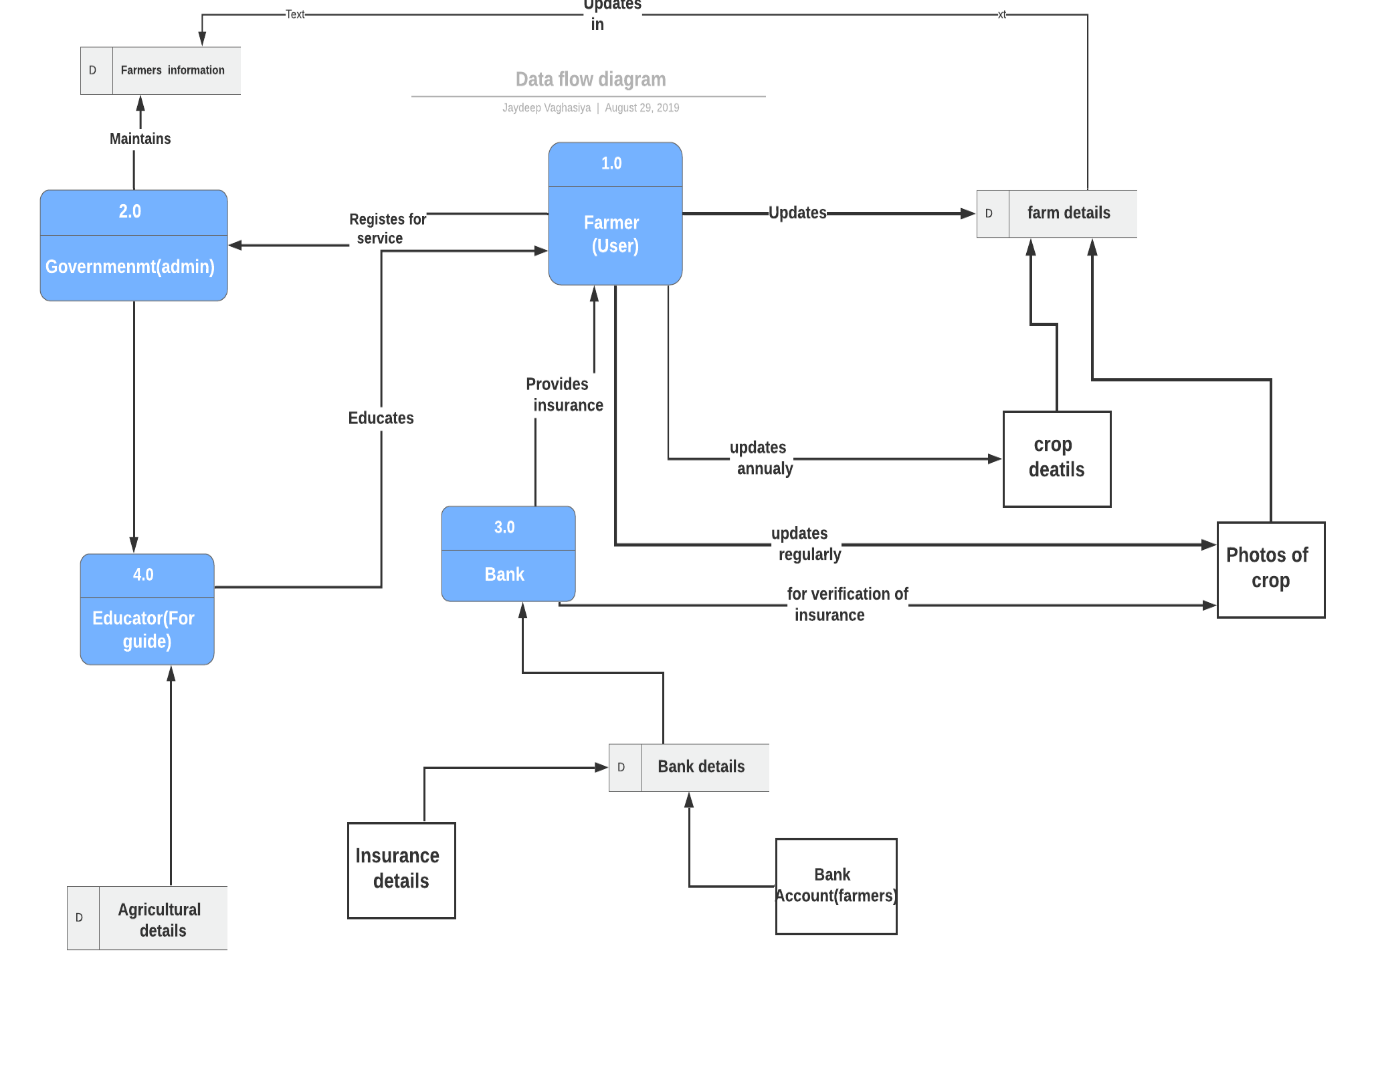 Updates
in
Text
xt
D
Farmers information
Data flow diagram
Jaydeep Vaghasiya | August 29, 2019
Maintains
1.0
Farmer
(User)
2.0
Governmenmt(admin)
Registes for
service
Updates
D
farm details
Provides
insurance
Educates
updates
annualy
crop
deatils
3.0
Bank
updates
regularly
Photos of
crop
4.0
Educator(For
guide)
for verification of
insurance
D
Bank details
Insurance
details
Bank
Account(farmers)
D
Agricultural
details